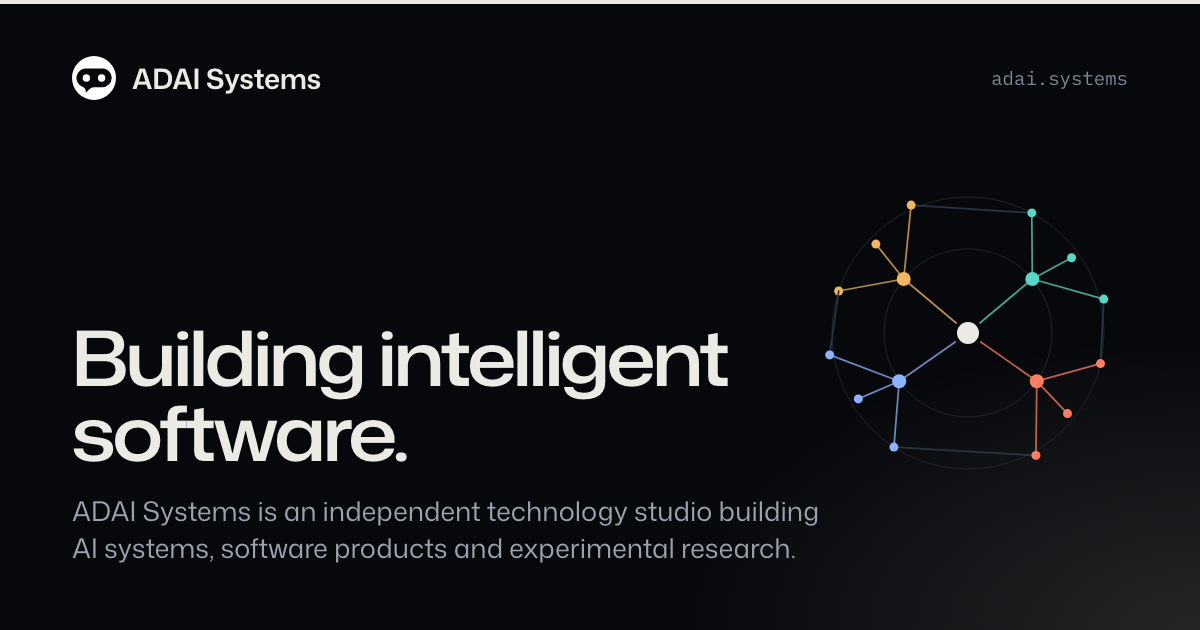 ADAI Systems
adai.systems
Building intelligent
software.
ADAI Systems is an independent technology studio building
AI systems, software products and experimental research.